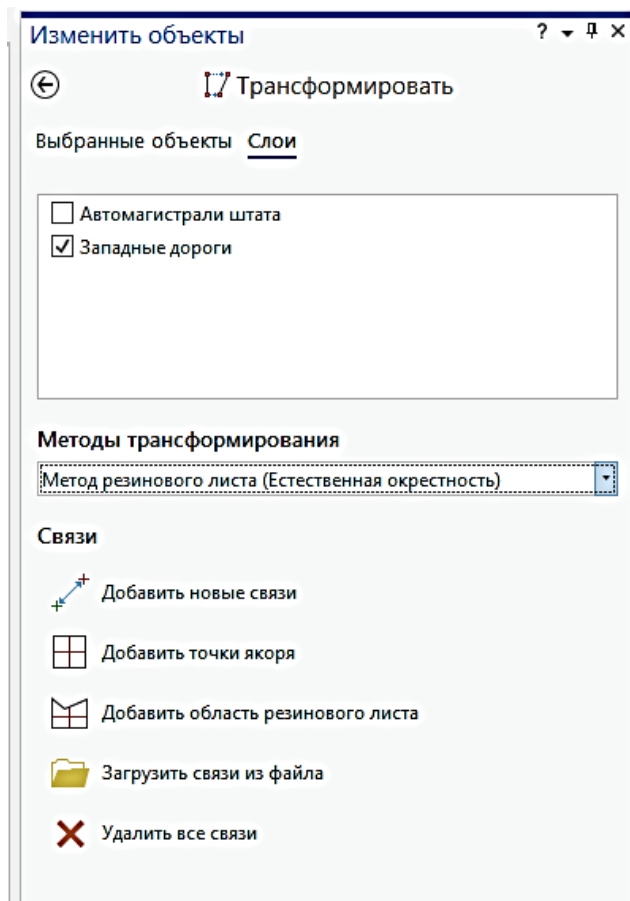 Изменить объекты
Трансформировать
Выбранные объекты Слои
Автомагистрали штата
Западные дороги
Методы трансформирования
Метод резинового листа (Естественная окрестность)
Связи
Добавить новые связи
Добавить точки якоря
Добавить область резинового листа
Загрузить связи из файла
Удалить все связи